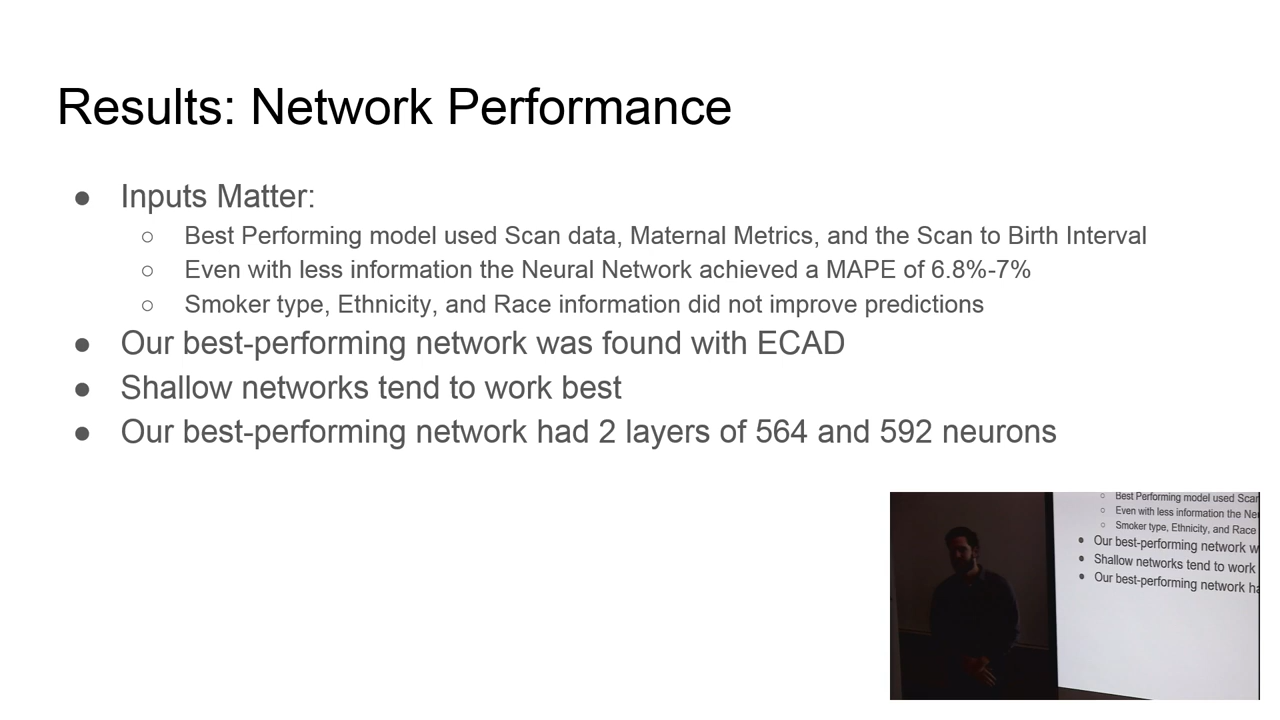 Results: Network Performance
● Inputs Matter:
○ Best Performing model used Scan data, Maternal Metrics, and the Scan to Birth Interval
○ Even with less information the Neural Network achieved a MAPE of 6.8%-7%
○ Smoker type, Ethnicity, and Race information did not improve predictions
● Our best-performing network was found with ECAD
● Shallow networks tend to work best
● Our best-performing network had 2 layers of 564 and 592 neurons
○ Best Performing model used Scan
○ Even with less information the
○ Smoker type, Ethnicity, and Race
● Our best-performing network
● Shallow networks tend to work
● Our best-performing network